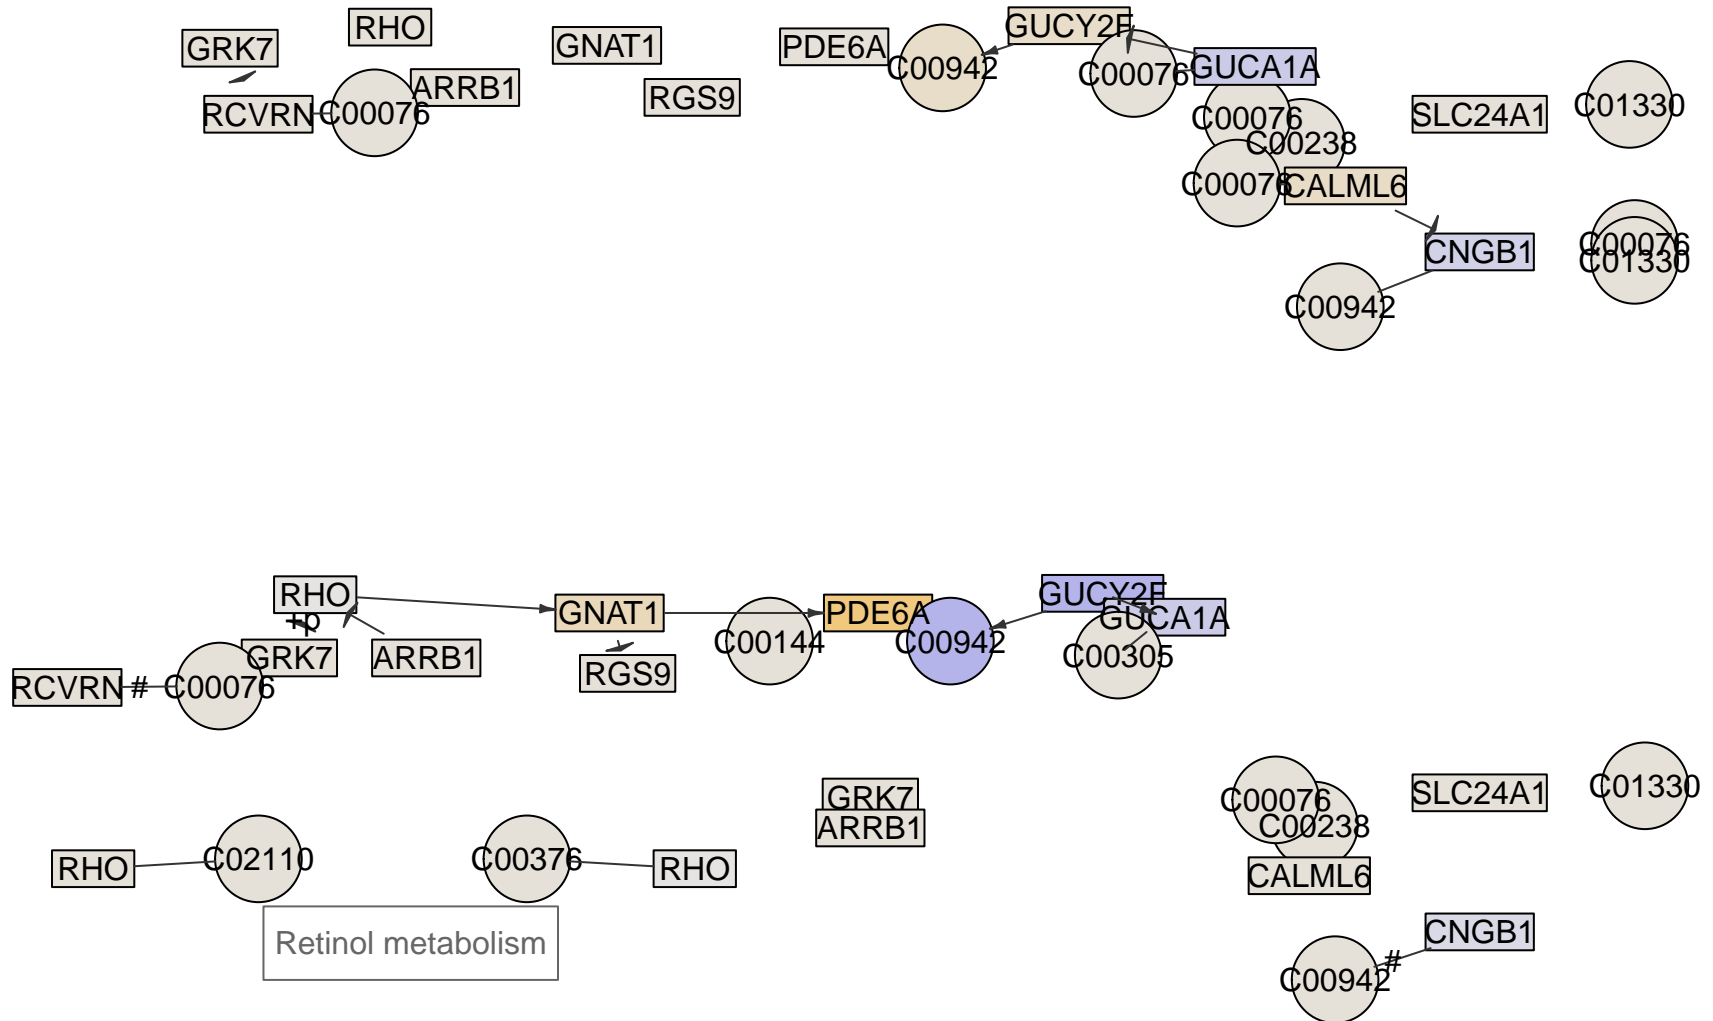 GRK7
RHO
GNAT1
PDE6A
C00942
GUCY2F
C00076
GUCA1A
RCVRN
C00076
ARRB1
RGS9
C00076
C00238
SLC24A1
C01330
C00076
CALML6
CNGB1
C00076
C01330
C00942
RHO
+p
GNAT1
PDE6A
GUCY2F
GUCA1A
RCVRN
#
C00076
GRK7
ARRB1
RGS9
C00144
C00942
C00305
GRK7
ARRB1
C00076
C00238
SLC24A1
C01330
RHO
C02110
C00376
RHO
CALML6
Retinol metabolism
CNGB1
#
C00942